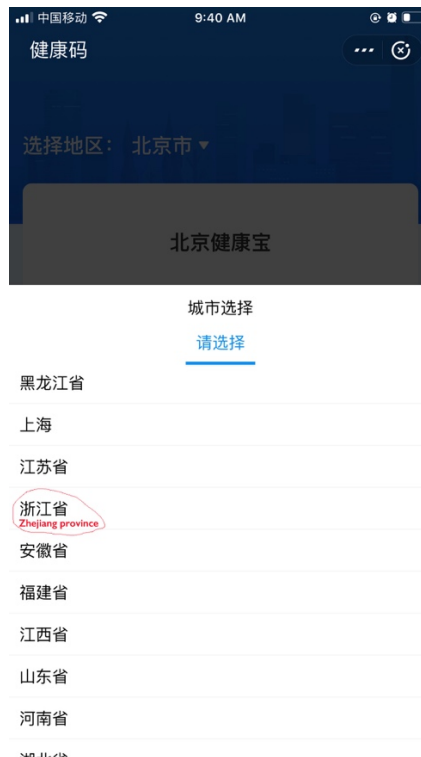 中国移动 9:40 AM
健康码
选择地区： 北京市
北京健康宝
城市选择
请选择
黑龙江省
上海
江苏省
浙江省
Zhejiang province
安徽省
福建省
江西省
山东省
河南省